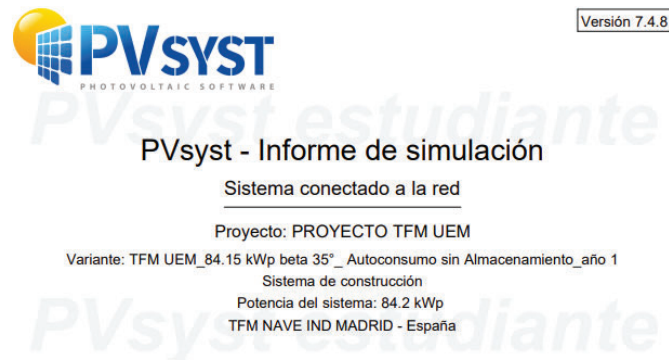 Versión 7.4.8
PVSYST
PHOTOVOLTAIC SOFTWARE
PVsyst estudiante
PVsyst - Informe de simulación
Sistema conectado a la red
Proyecto: PROYECTO TFM UEM
Variante: TFM UEM_84.15 kWp beta 35°_ Autoconsumo sin Almacenamiento_año 1
Sistema de construcción
Potencia del sistema: 84.2 kWp
TFM NAVE IND MADRID - España
PVsyst estudiante